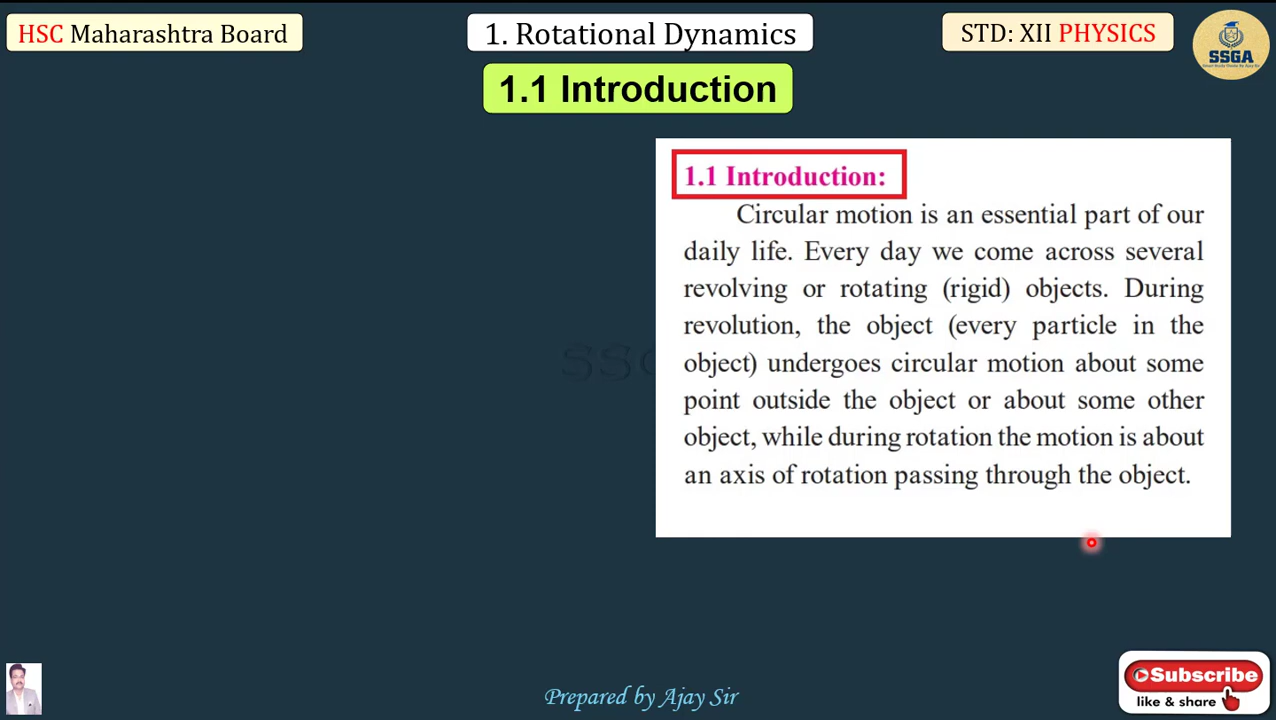 HSC Maharashtra Board
1. Rotational Dynamics
STD: XII PHYSICS
SSGA
1.1 Introduction
1.1 Introduction:
Circular motion is an essential part of our
daily life. Every day we come across several
revolving or rotating (rigid) objects. During
revolution, the object (every particle in the
object) undergoes circular motion about some
point outside the object or about some other
object, while during rotation the motion is about
an axis of rotation passing through the object.
Prepared by Ajay Sir
Subscribe
like & share